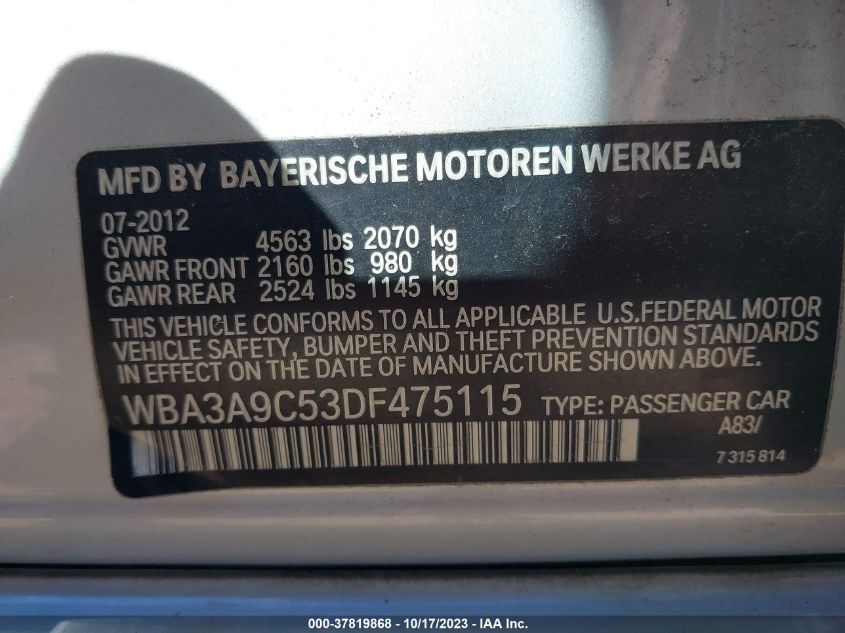 MFD BY BAYERISCHE MOTOREN WERKE AG
07-2012
GVWR 4563 lbs 2070 kg
GAWR FRONT 2160 lbs 980 kg
GAWR REAR 2524 lbs 1145 kg
THIS VEHICLE CONFORMS TO ALL APPLICABLE U.S.FEDERAL MOTOR
VEHICLE SAFETY, BUMPER AND THEFT PREVENTION STANDARDS
IN EFFECT ON THE DATE OF MANUFACTURE SHOWN ABOVE.
WBA3A9C53DF475115 TYPE: PASSENGER CAR
A83/
7 315 814
000-37819868 - 10/17/2023 - IAA Inc.